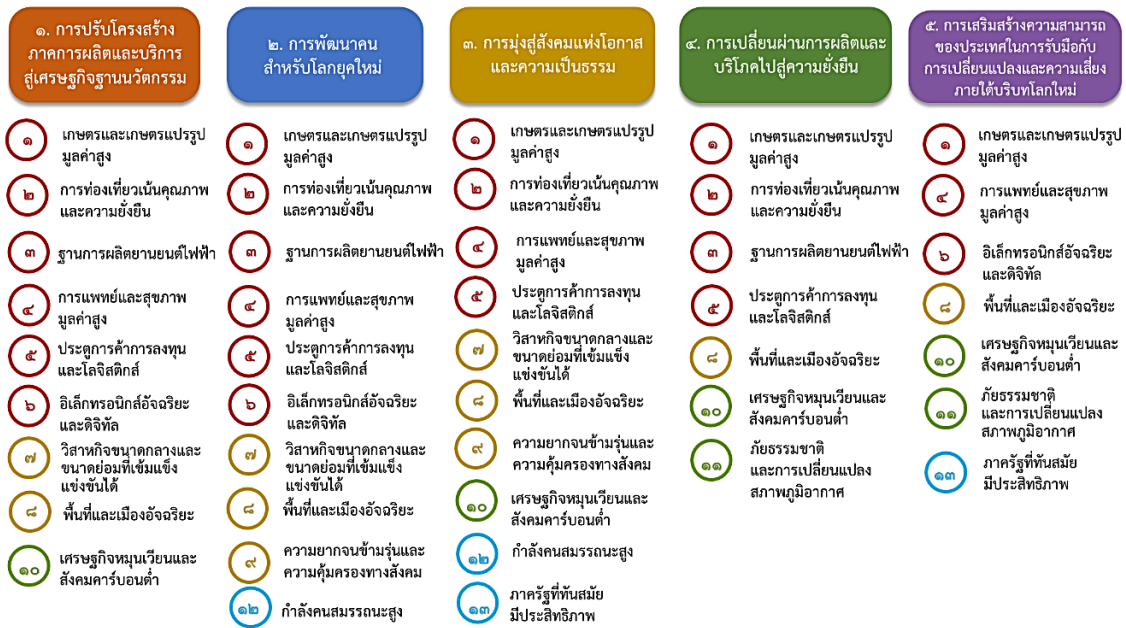 ๑. การปรับโครงสร้าง
ภาคการผลิตและบริการ
สู่เศรษฐกิจฐานนวัตกรรม
๑
เกษตรและเกษตรแปรรูป
มูลค่าสูง
๒
การท่องเที่ยวเน้นคุณภาพ
และความยั่งยืน
๓
ฐานการผลิตยานยนต์ไฟฟ้า
๔
การแพทย์และสุขภาพ
มูลค่าสูง
๕
ประตูการค้าการลงทุน
และโลจิสติกส์
๖
อิเล็กทรอนิกส์อัจฉริยะ
และดิจิทัล
๗
วิสาหกิจขนาดกลางและ
ขนาดย่อมที่เข้มแข็ง
แข่งขันได้
๘
พื้นที่และเมืองอัจฉริยะ
๑๐
เศรษฐกิจหมุนเวียนและ
สังคมคาร์บอนต่ำ
๒. การพัฒนาคน
สำหรับโลกยุคใหม่
๑
เกษตรและเกษตรแปรรูป
มูลค่าสูง
๒
การท่องเที่ยวเน้นคุณภาพ
และความยั่งยืน
๓
ฐานการผลิตยานยนต์ไฟฟ้า
๔
การแพทย์และสุขภาพ
มูลค่าสูง
๕
ประตูการค้าการลงทุน
และโลจิสติกส์
๖
อิเล็กทรอนิกส์อัจฉริยะ
และดิจิทัล
๗
วิสาหกิจขนาดกลางและ
ขนาดย่อมที่เข้มแข็ง
แข่งขันได้
๘
พื้นที่และเมืองอัจฉริยะ
๙
ความยากจนข้ามรุ่นและ
ความคุ้มครองทางสังคม
๑๒
กำลังคนสมรรถนะสูง
๓. การมุ่งสู่สังคมแห่งโอกาส
และความเป็นธรรม
๑
เกษตรและเกษตรแปรรูป
มูลค่าสูง
๒
การท่องเที่ยวเน้นคุณภาพ
และความยั่งยืน
๔
การแพทย์และสุขภาพ
มูลค่าสูง
๕
ประตูการค้าการลงทุน
และโลจิสติกส์
๗
วิสาหกิจขนาดกลางและ
ขนาดย่อมที่เข้มแข็ง
แข่งขันได้
๘
พื้นที่และเมืองอัจฉริยะ
๙
ความยากจนข้ามรุ่นและ
ความคุ้มครองทางสังคม
๑๐
เศรษฐกิจหมุนเวียนและ
สังคมคาร์บอนต่ำ
๑๒
กำลังคนสมรรถนะสูง
๑๓
ภาครัฐที่ทันสมัย
มีประสิทธิภาพ
๔. การเปลี่ยนผ่านการผลิตและ
บริโภคไปสู่ความยั่งยืน
๑
เกษตรและเกษตรแปรรูป
มูลค่าสูง
๒
การท่องเที่ยวเน้นคุณภาพ
และความยั่งยืน
๓
ฐานการผลิตยานยนต์ไฟฟ้า
๕
ประตูการค้าการลงทุน
และโลจิสติกส์
๘
พื้นที่และเมืองอัจฉริยะ
๑๐
เศรษฐกิจหมุนเวียนและ
สังคมคาร์บอนต่ำ
๑๑
ภัยธรรมชาติ
และการเปลี่ยนแปลง
สภาพภูมิอากาศ
๕. การเสริมสร้างความสามารถ
ของประเทศในการรับมือกับ
การเปลี่ยนแปลงและความเสี่ยง
ภายใต้บริบทโลกใหม่
๑
เกษตรและเกษตรแปรรูป
มูลค่าสูง
๔
การแพทย์และสุขภาพ
มูลค่าสูง
๖
อิเล็กทรอนิกส์อัจฉริยะ
และดิจิทัล
๘
พื้นที่และเมืองอัจฉริยะ
๑๐
เศรษฐกิจหมุนเวียนและ
สังคมคาร์บอนต่ำ
๑๑
ภัยธรรมชาติ
และการเปลี่ยนแปลง
สภาพภูมิอากาศ
๑๓
ภาครัฐที่ทันสมัย
มีประสิทธิภาพ